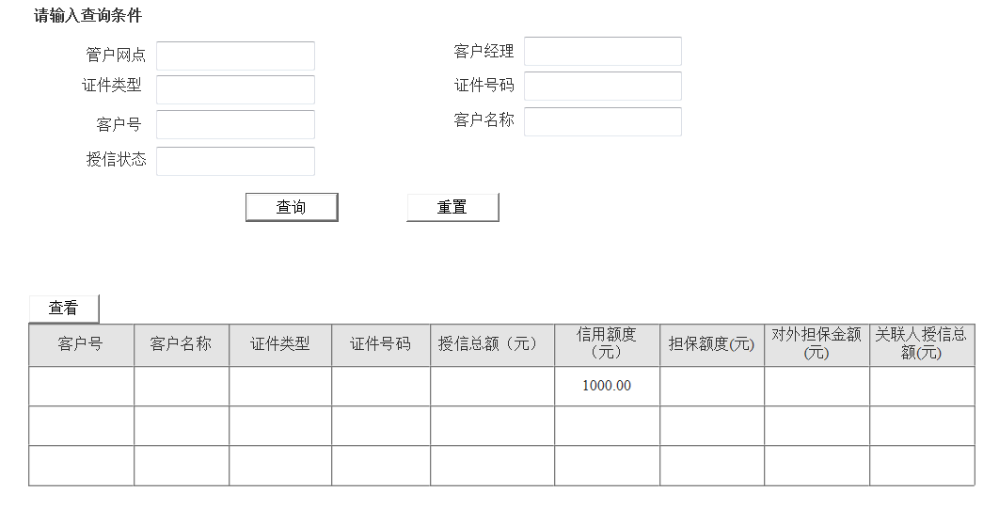 请输入查询条件
管户网点 客户经理
证件类型 证件号码
客户号 客户名称
授信状态
查询 重置
查看
客户号 客户名称 证件类型 证件号码 授信总额（元） 信用额度（元） 担保额度(元) 对外担保金额(元) 关联人授信总额(元)
1000.00